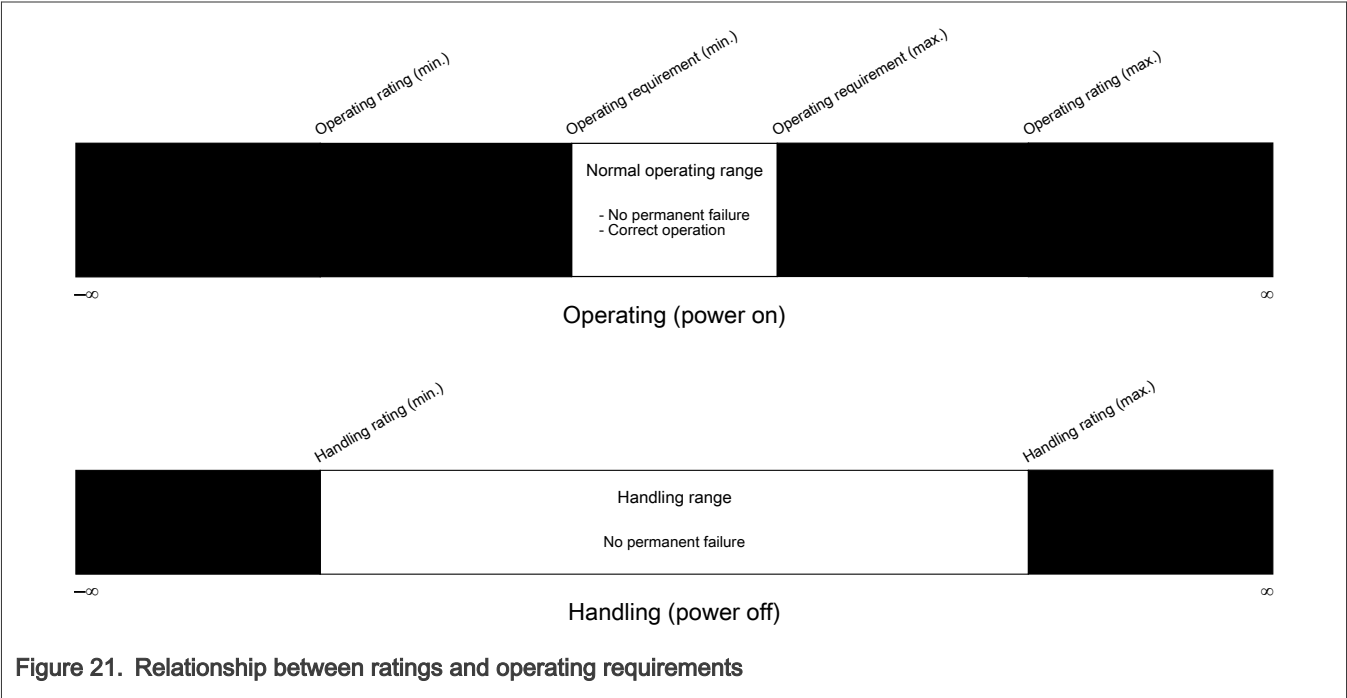 Operating rating (min.)
Operating requirement (min.)
Operating requirement (max.)
Operating rating (max.)
Normal operating range
- No permanent failure
- Correct operation
–∞
∞
Operating (power on)
Handling rating (min.)
Handling rating (max.)
Handling range
No permanent failure
–∞
∞
Handling (power off)
Figure 21. Relationship between ratings and operating requirements